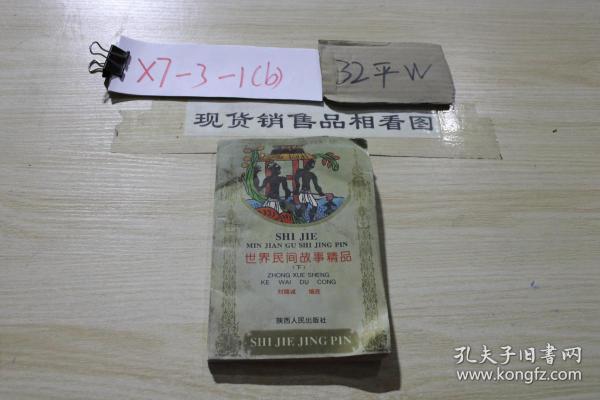 X7-3-1(b)
32平W
现货销售品相看图
SHI JIE
MIN JIAN GU SHI JING PIN
世界民间故事精品
(下)
ZHONG XUE SHENG
KE WAI DU CONG
编选
陕西人民出版社
SHI JIE JING PIN
孔夫子旧书网
www.kongfz.com